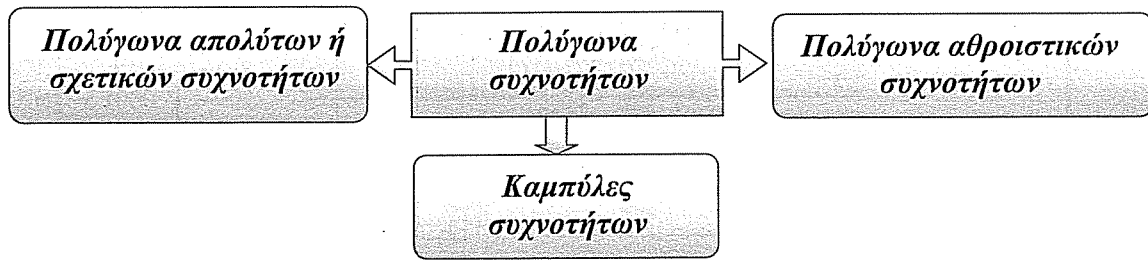 Πολύγωνα απολύτων ή
σχετικών συχνοτήτων
Πολύγωνα
συχνοτήτων
Πολύγωνα αθροιστικών
συχνοτήτων
Καμπύλες
συχνοτήτων